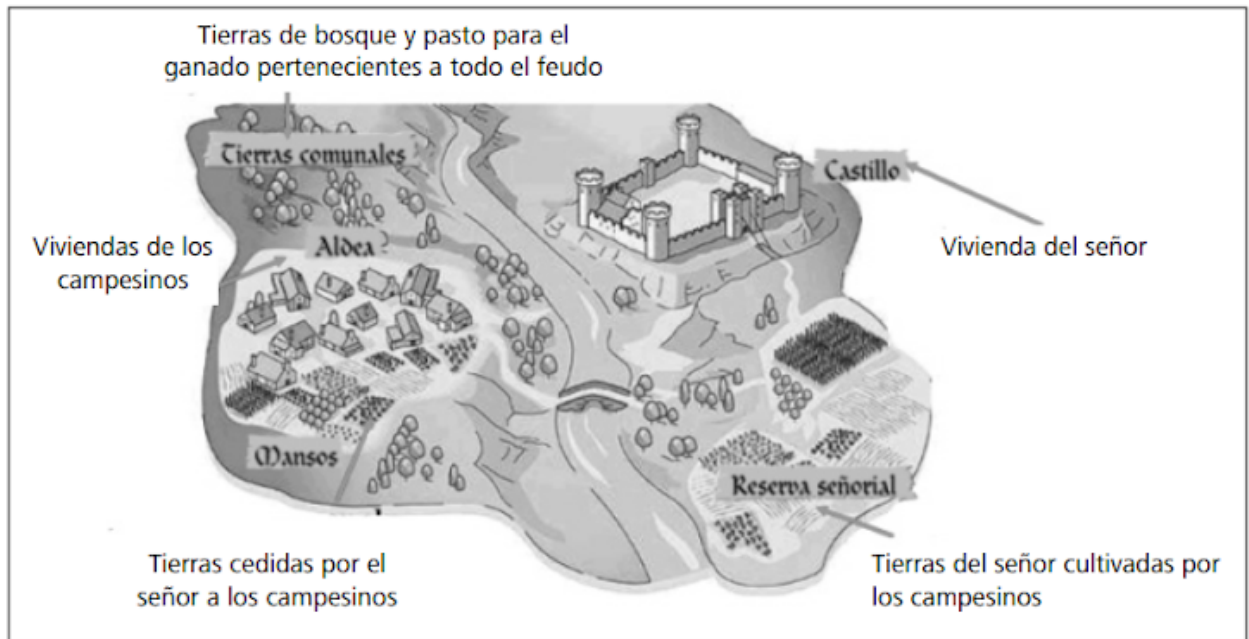 Tierras de bosque y pasto para el
ganado pertenecientes a todo el feudo
Tierras comunales
Castillo
Viviendas de los
campesinos
Aldea
Vivienda del señor
Mansos
Reserva señorial
Tierras cedidas por el
señor a los campesinos
Tierras del señor cultivadas por
los campesinos